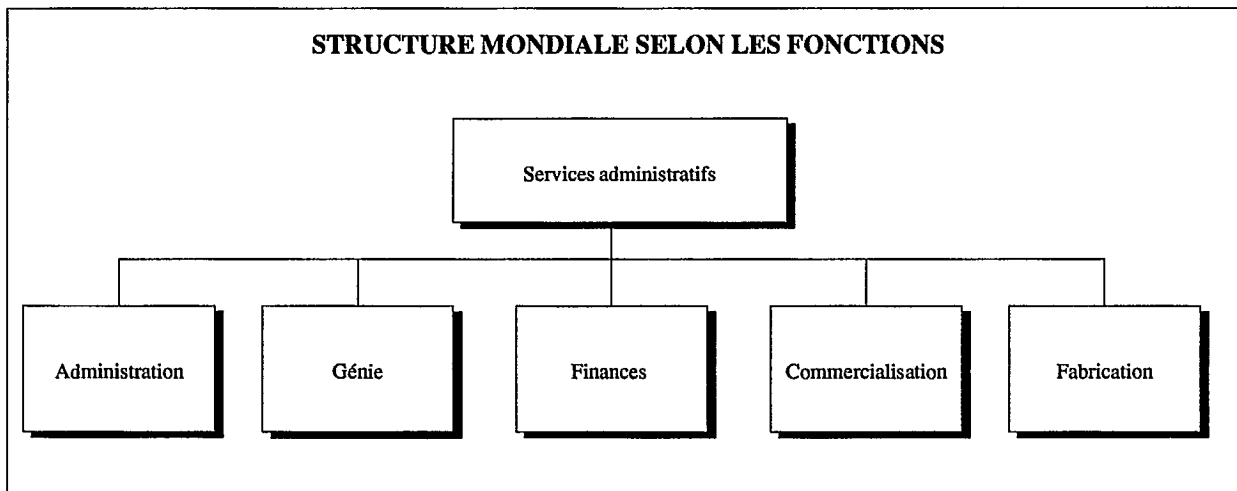 STRUCTURE MONDIALE SELON LES FONCTIONS
Services administratifs
Administration
Génie
Finances
Commercialisation
Fabrication